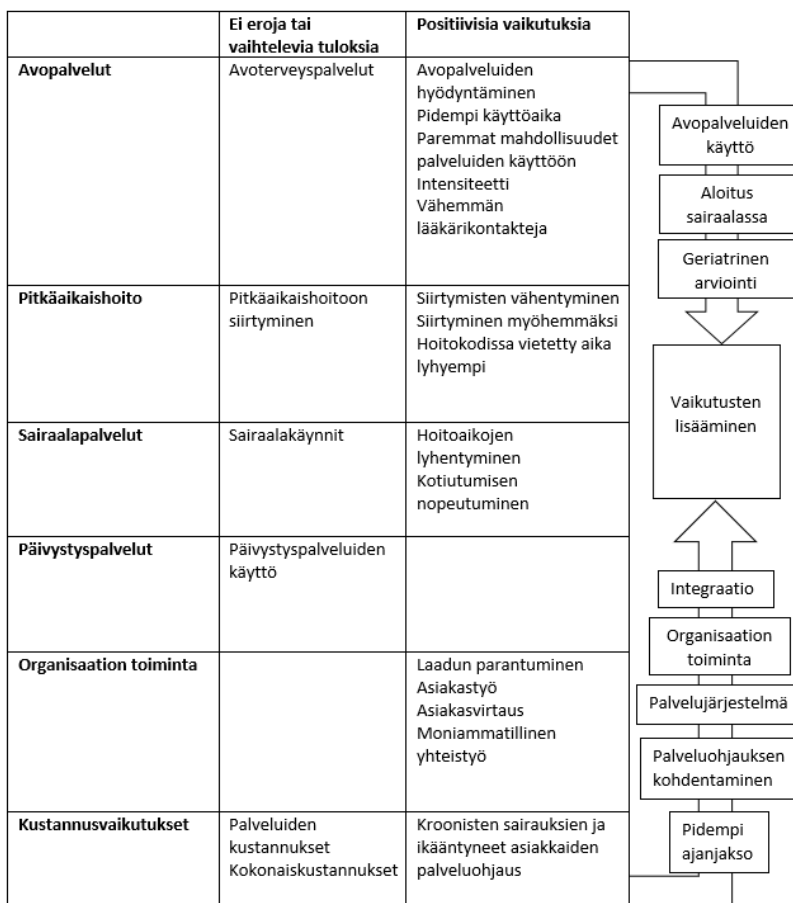 Ei eroja tai
vaihtelevia tuloksia
Positiivisia vaikutuksia
Avopalvelut
Avoterveyspalvelut
Avopalveluiden
hyödyntäminen
Pidempi käyttöaika
Paremmat mahdollisuudet
palveluiden käyttöön
Intensiteetti
Vähemmän
lääkärikontakteja
Pitkäaikaishoito
Pitkäaikaishoitoon
siirtyminen
Siirtymisten vähentyminen
Siirtyminen myöhemmäksi
Hoitokodissa vietetty aika
lyhyempi
Sairaalapalvelut
Sairaalakäynnit
Hoitoaikojen
lyhentyminen
Kotiutumisen
nopeutuminen
Päivystyspalvelut
Päivystyspalveluiden
käyttö
Organisaation toiminta
Laadun parantuminen
Asiakastyö
Asiakasvirtaus
Moniammatillinen
yhteistyö
Kustannusvaikutukset
Palveluiden
kustannukset
Kokonaiskustannukset
Kroonisten sairauksien ja
ikääntyneet asiakkaiden
palveluohjaus
Avopalveluiden
käyttö
Aloitus
sairaalassa
Geriatrinen
arviointi
Vaikutusten
lisääminen
Integraatio
Organisaation
toiminta
Palvelujärjestelmä
Palveluohjauksen
kohdentaminen
Pidempi
ajanjakso